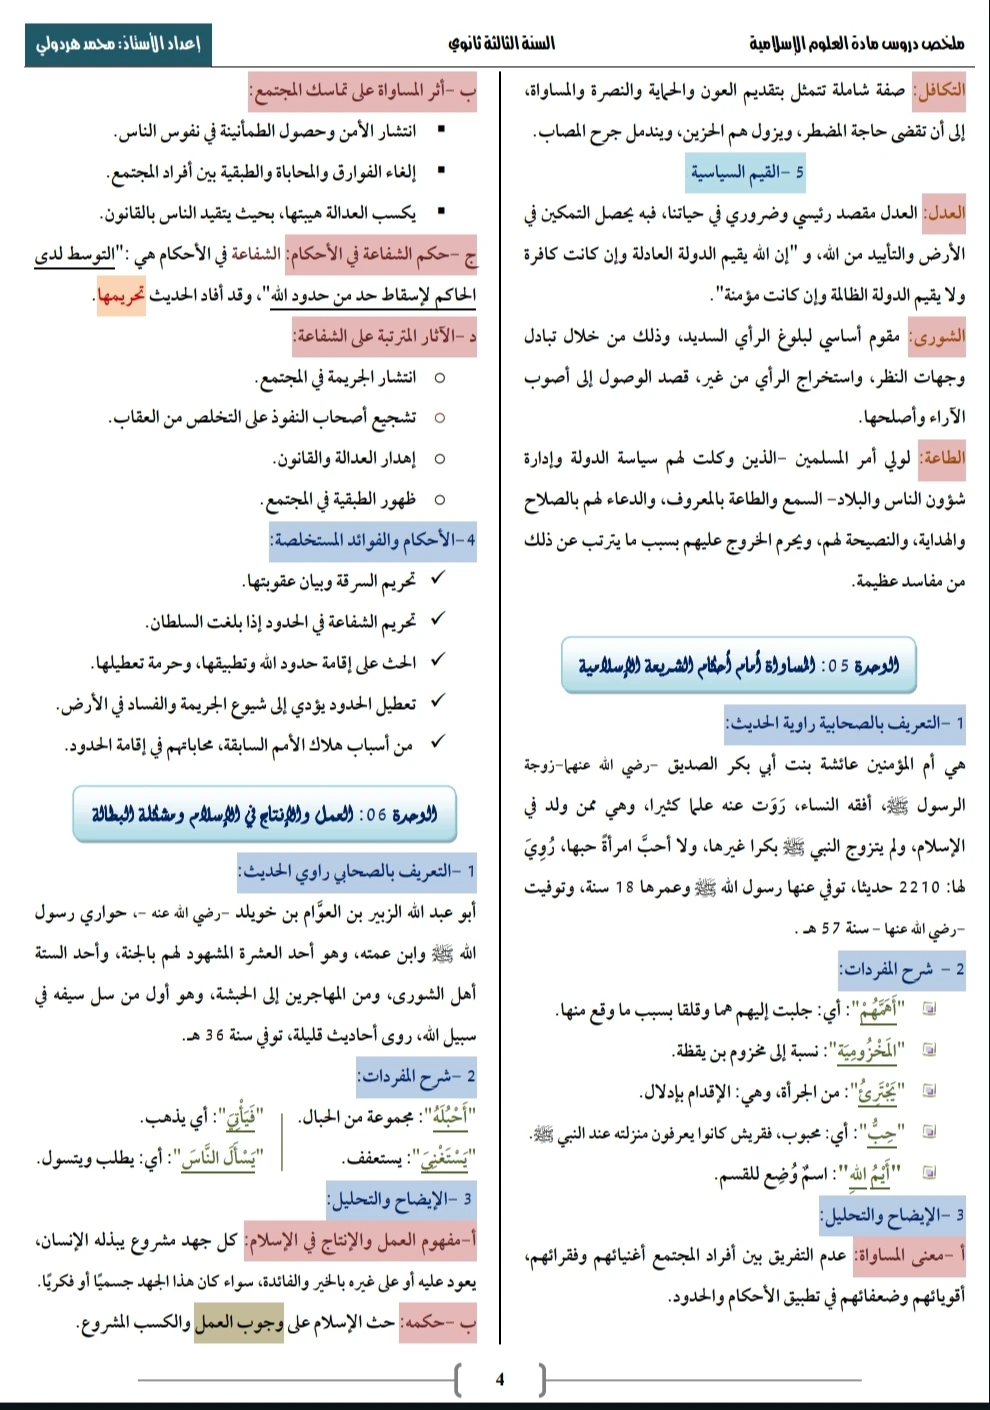 ملخص دروس مادة العلوم الإسلامية
السنة الثالثة ثانوي
إعداد الأستاذ: محمد هردولي
التكافل: صفة شاملة تتمثل بتقديم العون والحماية والنصرة والمساواة،
إلى أن تقضى حاجة المضطر، ويزول هم الحزين، ويندمل جرح المصاب.
5 -القيم السياسية
العدل: العدل مقصد رئيسي وضروري في حياتنا، فبه يحصل التمكين في
الأرض والتأييد من الله، و "إن الله يقيم الدولة العادلة وإن كانت كافرة
ولا يقيم الدولة الظالمة وإن كانت مؤمنة".
الشورى: مقوم أساسي لبلوغ الرأي السديد، وذلك من خلال تبادل
وجهات النظر، واستخراج الرأي من غير، قصد الوصول إلى أصوب
الآراء وأصلحها.
الطاعة: لولي أمر المسلمين -الذين وكلت لهم سياسة الدولة وإدارة
شؤون الناس والبلاد- السمع والطاعة بالمعروف، والدعاء لهم بالصلاح
والهداية، والنصيحة لهم، ويحرم الخروج عليهم بسبب ما يترتب عن ذلك
من مفاسد عظيمة.
الوحدة 05: المساواة أمام أحكام الشريعة الإسلامية
1 -التعريف بالصحابية راوية الحديث:
هي أم المؤمنين عائشة بنت أبي بكر الصديق -رضي الله عنهما-زوجة
الرسول ﷺ، أفقه النساء، رَوَت عنه علما كثيرا، وهي ممن ولد في
الإسلام، ولم يتزوج النبي ﷺ بكرا غيرها، ولا أحبَّ امرأةً حبها، رُوِيَ
لها: 2210 حديثا، توفي عنها رسول الله ﷺ وعمرها 18 سنة، وتوفيت
-رضي الله عنها - سنة 57 هـ .
2 - شرح المفردات:
"أَهَمَّهُمْ": أي: جلبت إليهم هما وقلقا بسبب ما وقع منها.
"المَخْزُومِيَة": نسبة إلى مخزوم بن يقظة.
"يَجْتَرِئُ": من الجرأة، وهي: الإقدام بإدلال.
"حِبُّ": أي: محبوب، فقريش كانوا يعرفون منزلته عند النبي ﷺ.
"أَيْمُ اللهِ": اسمٌ وُضِع للقسم.
3 -الإيضاح والتحليل:
أ -معنى المساواة: عدم التفريق بين أفراد المجتمع أغنيائهم وفقرائهم،
أقويائهم وضعفائهم في تطبيق الأحكام والحدود.
ب -أثر المساواة على تماسك المجتمع:
▪ انتشار الأمن وحصول الطمأنينة في نفوس الناس.
▪ إلغاء الفوارق والمحاباة والطبقية بين أفراد المجتمع.
▪ يكسب العدالة هيبتها، بحيث يتقيد الناس بالقانون.
ج -حكم الشفاعة في الأحكام: الشفاعة في الأحكام هي :"التوسط لدى
الحاكم لإسقاط حد من حدود الله"، وقد أفاد الحديث تحريمها.
د -الآثار المترتبة على الشفاعة:
○ انتشار الجريمة في المجتمع.
○ تشجيع أصحاب النفوذ على التخلص من العقاب.
○ إهدار العدالة والقانون.
○ ظهور الطبقية في المجتمع.
4-الأحكام والفوائد المستخلصة:
✓ تحريم السرقة وبيان عقوبتها.
✓ تحريم الشفاعة في الحدود إذا بلغت السلطان.
✓ الحث على إقامة حدود الله وتطبيقها، وحرمة تعطيلها.
✓ تعطيل الحدود يؤدي إلى شيوع الجريمة والفساد في الأرض.
✓ من أسباب هلاك الأمم السابقة، محاباتهم في إقامة الحدود.
الوحدة 06: العمل والإنتاج في الإسلام ومشكلة البطالة
1 -التعريف بالصحابي راوي الحديث:
أبو عبد الله الزبير بن العوَّام بن خويلد -رضي الله عنه -، حواري رسول
الله ﷺ وابن عمته، وهو أحد العشرة المشهود لهم بالجنة، وأحد الستة
أهل الشورى، ومن المهاجرين إلى الحبشة، وهو أول من سل سيفه في
سبيل الله، روى أحاديث قليلة، توفي سنة 36 هـ.
2 -شرح المفردات:
"أَحْبُلَهُ": مجموعة من الحبال. "فَيَأْتِيَ": أي يذهب.
"يَسْتَغْنِيَ": يستعفف. "يَسْأَلَ النَّاسَ": أي: يطلب ويتسول.
3 -الإيضاح والتحليل:
أ-مفهوم العمل والإنتاج في الإسلام: كل جهد مشروع يبذله الإنسان،
يعود عليه أو على غيره بالخير والفائدة، سواء كان هذا الجهد جسميًا أو فكريًا.
ب -حكمه: حث الإسلام على وجوب العمل والكسب المشروع.
4